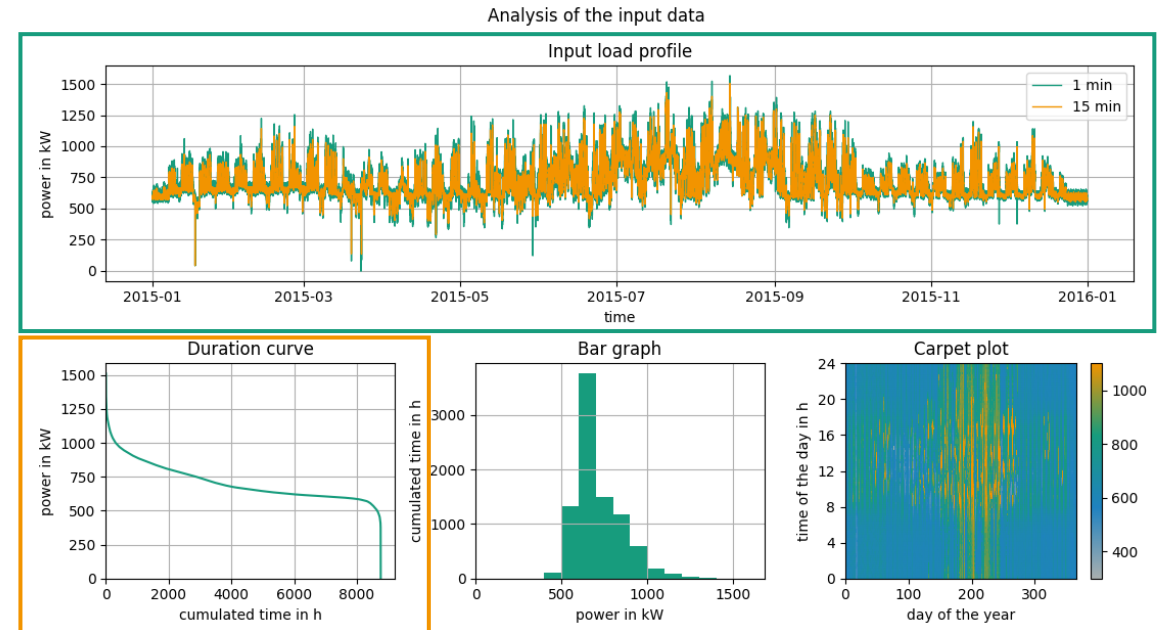 Analysis of the input data
Input load profile
1500
1250
1000
750
500
250
0
power in kW
1 min
15 min
2015-01 2015-03 2015-05 2015-07 2015-09 2015-11 2016-01
time
Duration curve
1500
1250
1000
750
500
250
0
power in kW
0 2000 4000 6000 8000
cumulated time in h
Bar graph
3000
2000
1000
0
cumulated time in h
0 500 1000 1500
power in kW
Carpet plot
24
20
16
12
8
4
0
time of the day in h
0 100 200 300
day of the year
1000
800
600
400